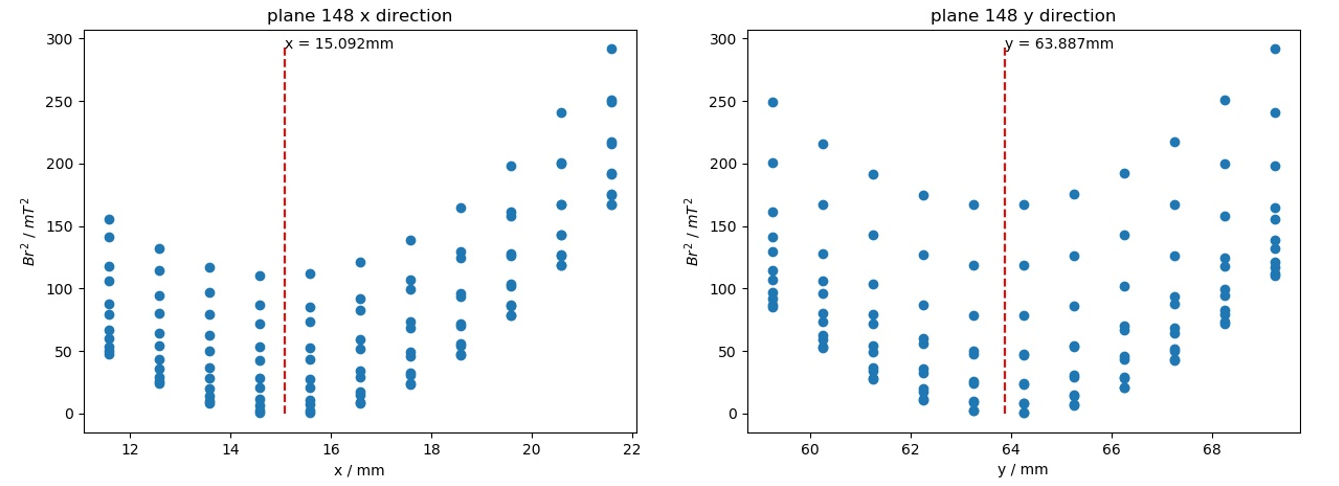 plane 148 x direction
x = 15.092mm
300
250
200
150
100
50
0
Br² / mT²
12 14 16 18 20 22
x / mm
plane 148 y direction
y = 63.887mm
300
250
200
150
100
50
0
Br² / mT²
60 62 64 66 68
y / mm